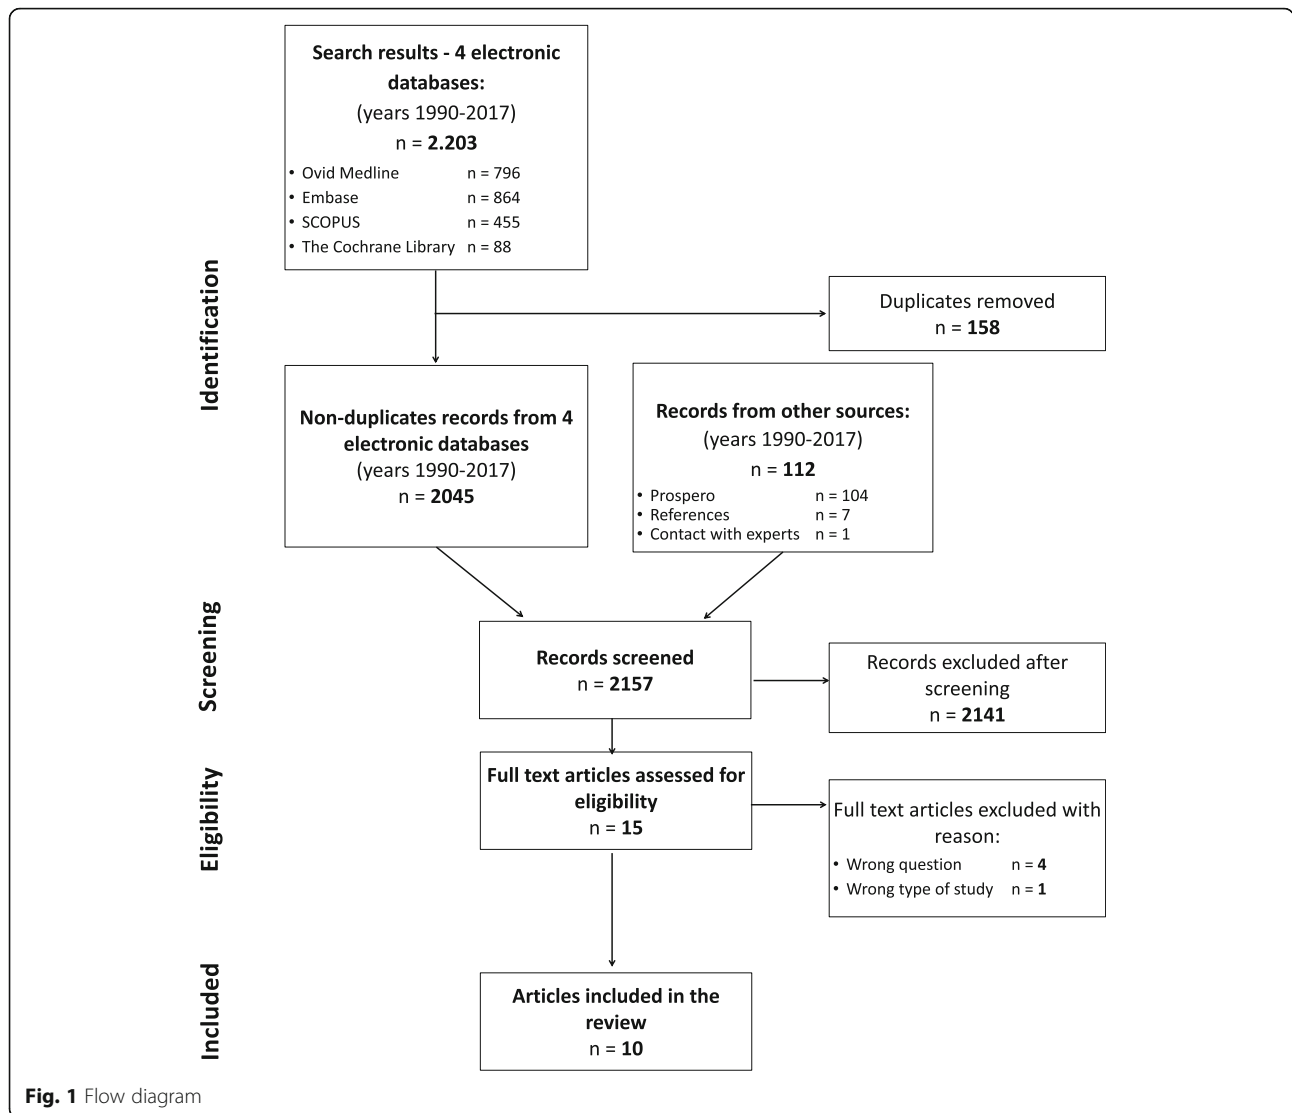 Search results - 4 electronic
databases:
(years 1990-2017)
n = 2.203
• Ovid Medline n = 796
• Embase n = 864
• SCOPUS n = 455
• The Cochrane Library n = 88
Identification
Duplicates removed
n = 158
Non-duplicates records from 4
electronic databases
(years 1990-2017)
n = 2045
Records from other sources:
(years 1990-2017)
n = 112
• Prospero n = 104
• References n = 7
• Contact with experts n = 1
Screening
Records screened
n = 2157
Records excluded after
screening
n = 2141
Eligibility
Full text articles assessed for
eligibility
n = 15
Full text articles excluded with
reason:
• Wrong question n = 4
• Wrong type of study n = 1
Included
Articles included in the
review
n = 10
Fig. 1 Flow diagram